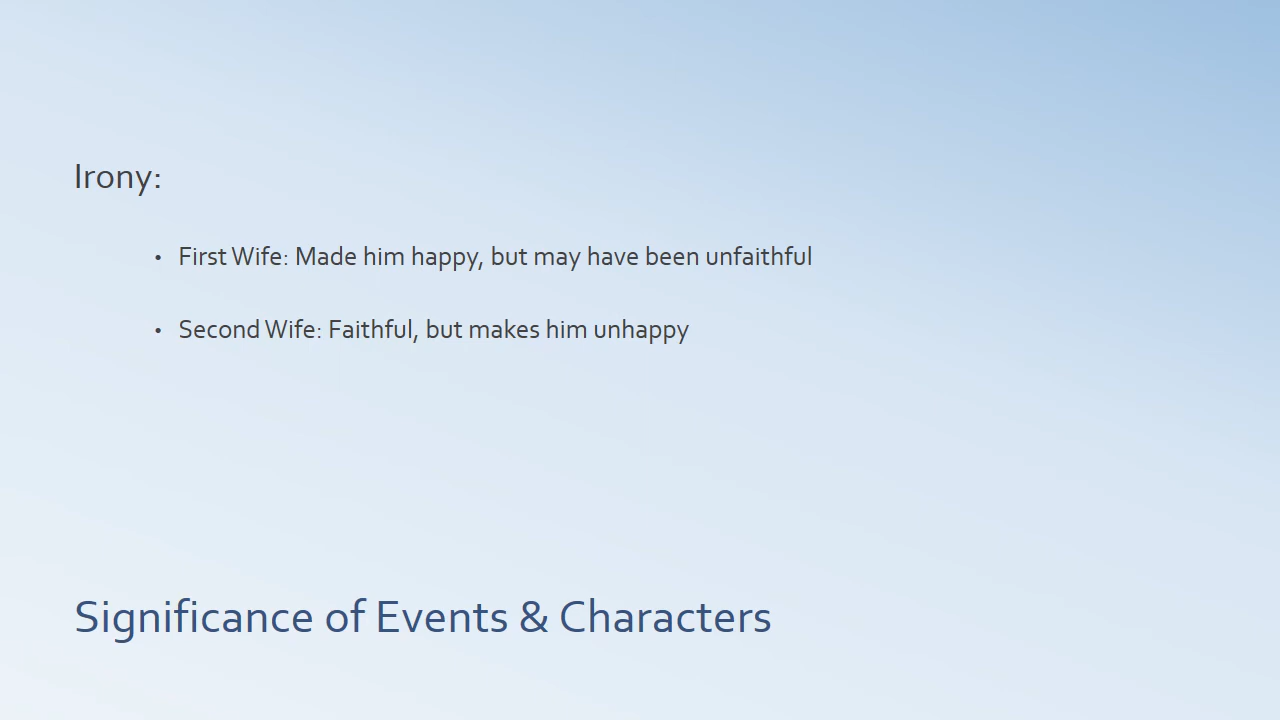 Irony:
• First Wife: Made him happy, but may have been unfaithful
• Second Wife: Faithful, but makes him unhappy
Significance of Events & Characters